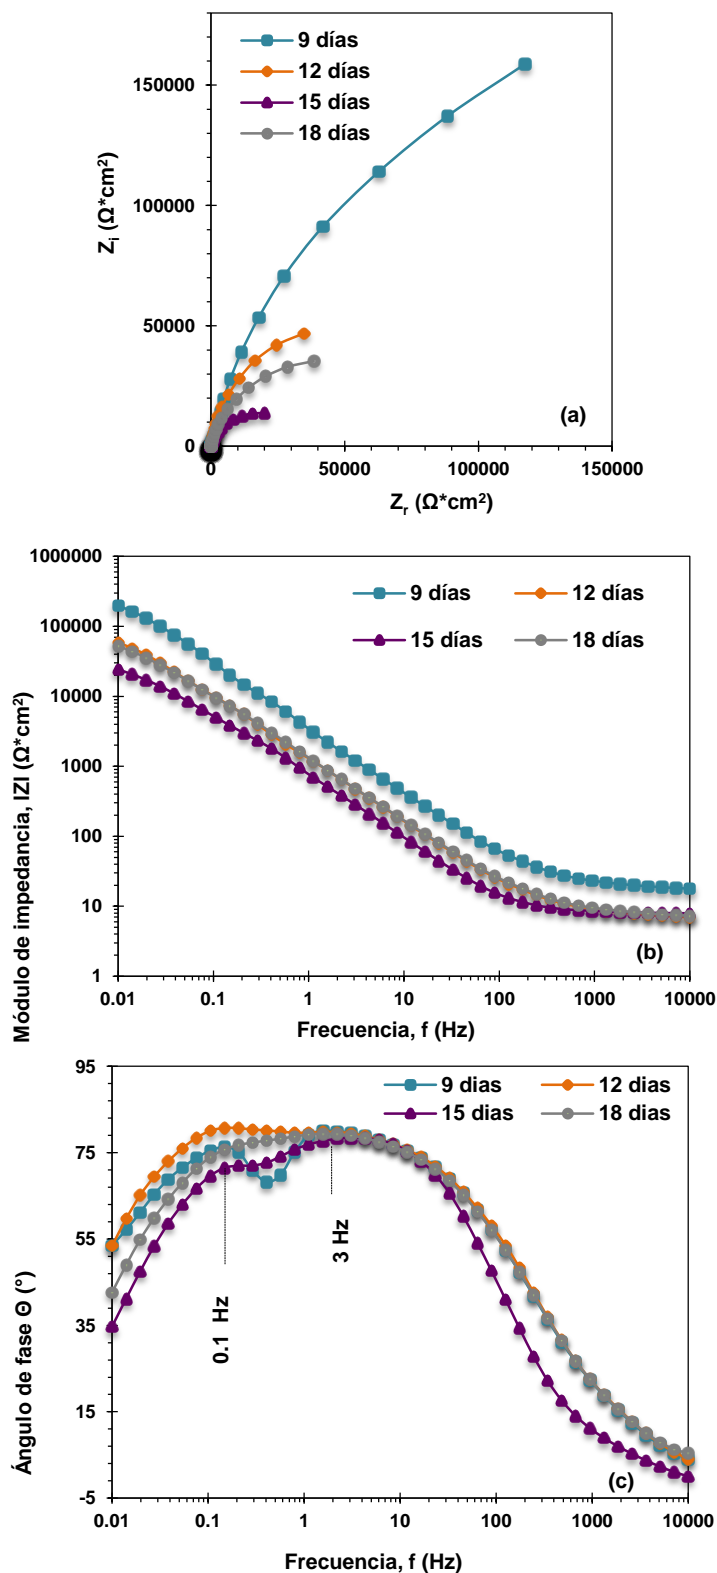 9 días
12 días
15 días
18 días
150000
100000
50000
0
Zᵢ (Ω*cm²)
(a)
0 50000 100000 150000
Zᵣ (Ω*cm²)
1000000
100000
10000
1000
100
10
1
Módulo de impedancia, IZI (Ω*cm²)
9 días 12 días
15 días 18 días
(b)
0.01 0.1 1 10 100 1000 10000
Frecuencia, f (Hz)
95
75
55
35
15
-5
Ángulo de fase Θ (°)
9 dias 12 dias
15 dias 18 dias
0.1 Hz
3 Hz
(c)
0.01 0.1 1 10 100 1000 10000
Frecuencia, f (Hz)